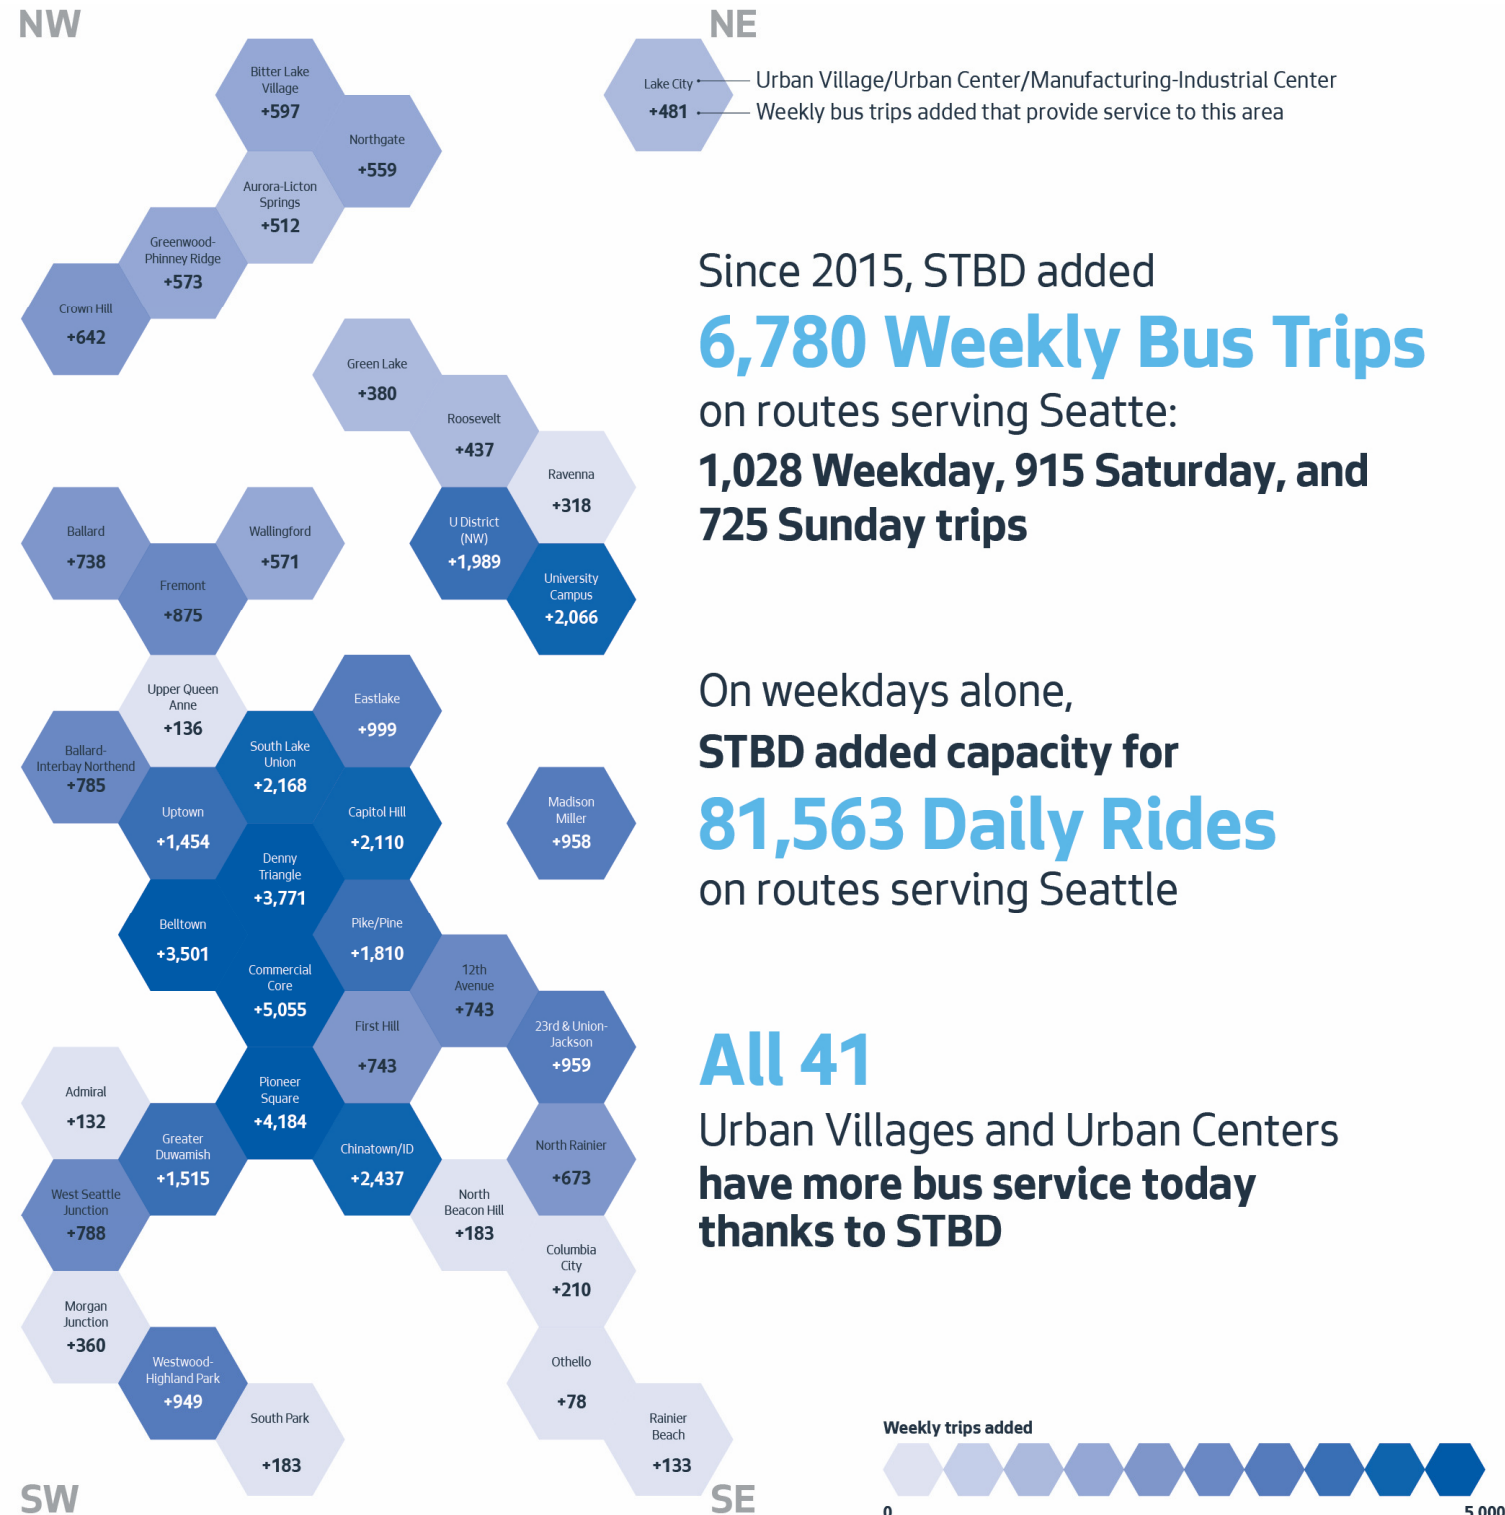 NW
NE
Bitter Lake
Village
+597
Northgate
+559
Aurora-Licton
Springs
+512
Greenwood-
Phinney Ridge
+573
Crown Hill
+642
Lake City
+481
Urban Village/Urban Center/Manufacturing-Industrial Center
Weekly bus trips added that provide service to this area
Green Lake
+380
Roosevelt
+437
Ravenna
+318
U District
(NW)
+1,989
University
Campus
+2,066
Ballard
+738
Wallingford
+571
Fremont
+875
Upper Queen
Anne
+136
Ballard-
Interbay Northend
+785
Eastlake
+999
South Lake
Union
+2,168
Uptown
+1,454
Capitol Hill
+2,110
Madison
Miller
+958
Denny
Triangle
+3,771
Belltown
+3,501
Pike/Pine
+1,810
Commercial
Core
+5,055
12th
Avenue
+743
First Hill
+743
23rd & Union-
Jackson
+959
Admiral
+132
Pioneer
Square
+4,184
Greater
Duwamish
+1,515
Chinatown/ID
+2,437
North Rainier
+673
West Seattle
Junction
+788
North
Beacon Hill
+183
Columbia
City
+210
Morgan
Junction
+360
Westwood-
Highland Park
+949
South Park
+183
Othello
+78
Rainier
Beach
+133
SW
SE
Since 2015, STBD added
6,780 Weekly Bus Trips
on routes serving Seatte:
1,028 Weekday, 915 Saturday, and
725 Sunday trips
On weekdays alone,
STBD added capacity for
81,563 Daily Rides
on routes serving Seattle
All 41
Urban Villages and Urban Centers
have more bus service today
thanks to STBD
Weekly trips added
0
5,000